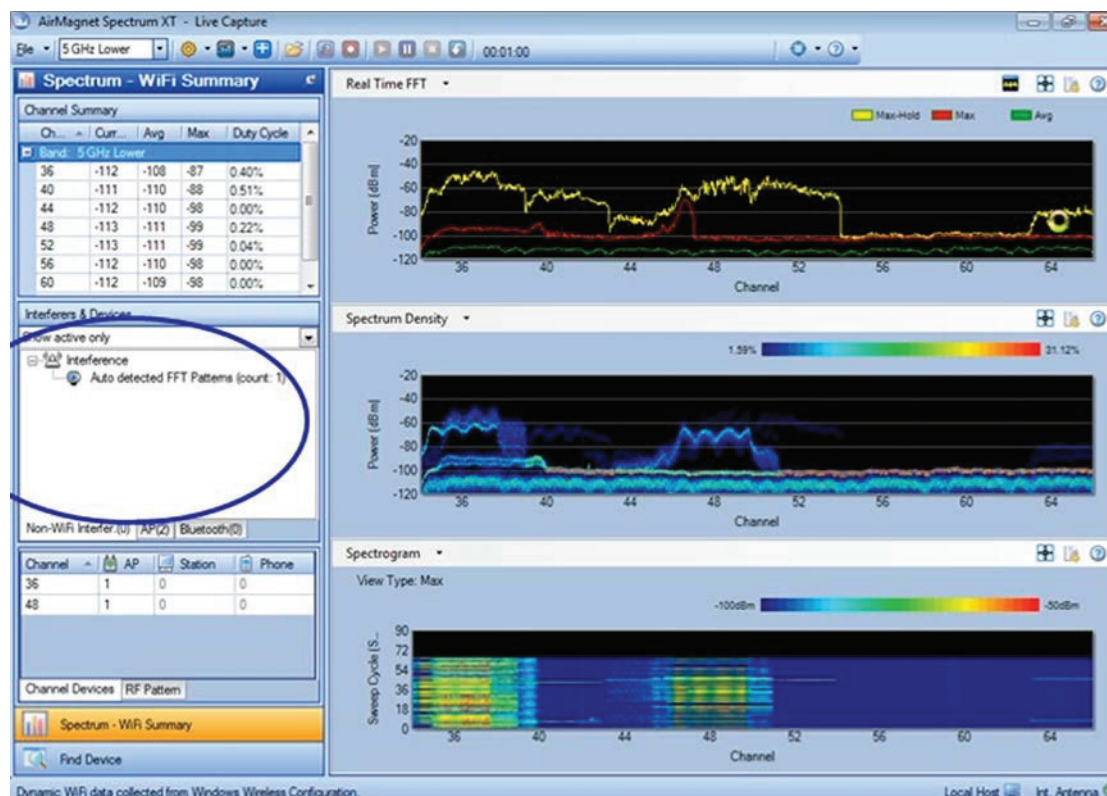 AirMagnet Spectrum XT - Live Capture
File 5 GHz Lower 00:01:00
Spectrum - WiFi Summary
Channel Summary
Ch... Curr... Avg Max Duty Cycle
Band: 5 GHz Lower
36 -112 -108 -87 0.40%
40 -111 -110 -88 0.51%
44 -112 -110 -98 0.00%
48 -113 -111 -99 0.22%
52 -113 -111 -99 0.04%
56 -112 -110 -98 0.00%
60 -112 -109 -98 0.00%
Interferers & Devices
Show active only
Interference
Auto detected FFT Patterns (count: 1)
Non-WiFi Interfer.(0) AP(2) Bluetooth(0)
Channel AP Station Phone
36 1 0 0
48 1 0 0
Channel Devices RF Pattern
Spectrum - WiFi Summary
Find Device
Real Time FFT
Max-Hold Max Avg
Power [dBm]
-20
-40
-60
-80
-100
-120
36 40 44 48 52 56 60 64
Channel
Spectrum Density
1.59% 31.12%
Power [dBm]
-20
-40
-60
-80
-100
-120
36 40 44 48 52 56 60 64
Channel
Spectrogram
View Type: Max
-100dBm -50dBm
Sweep Cycle [S...
90
72
54
36
18
0
36 40 44 48 52 56 60 64
Channel
Dynamic WiFi data collected from Windows Wireless Configuration. Local Host Int. Antenna